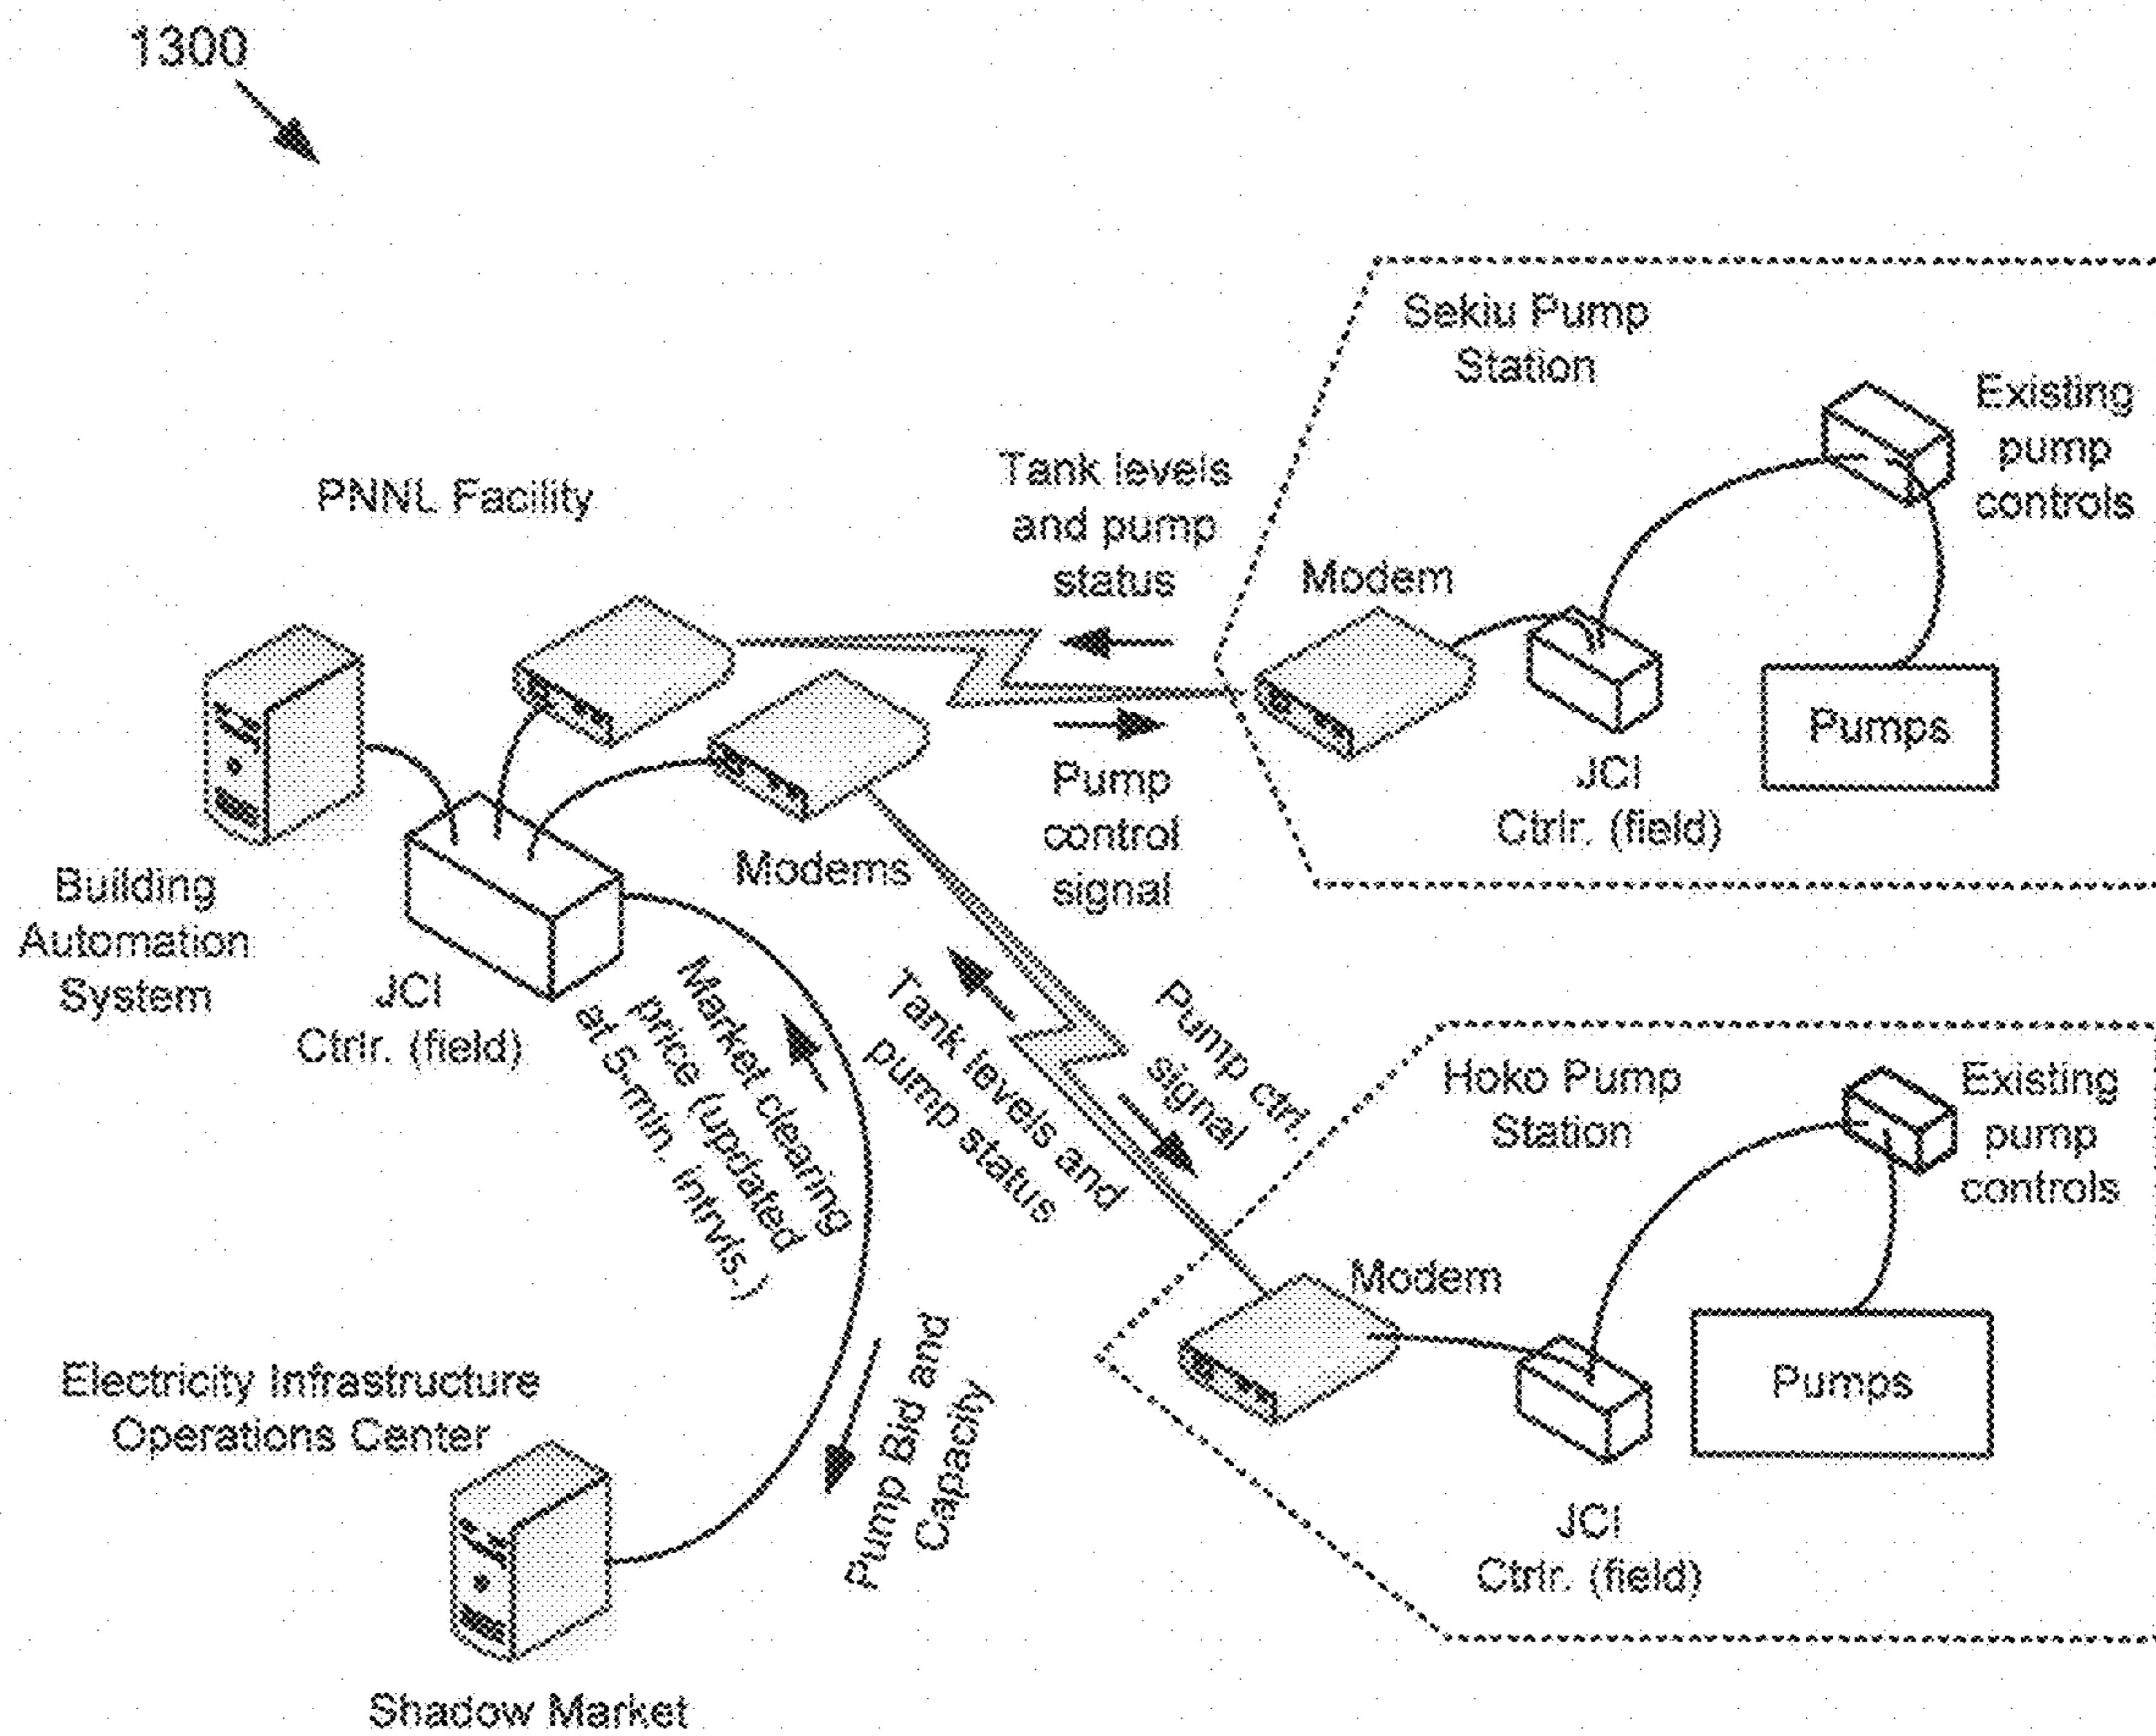 1300
Sekiu Pump
Station
Existing
pump
controls
PNNL Facility
Tank levels
and pump
status
Modem
Pumps
JCI
Ctrlr. (field)
Pump
control
signal
Modems
Building
Automation
System
JCI
Ctrlr. (field)
Market clearing
price (updated
at 5-min. intrvls.)
Tank levels and
pump status
Pump ctrl.
signal
Hoko Pump
Station
Existing
pump
controls
Modem
Pumps
JCI
Ctrlr. (field)
Electricity Infrastructure
Operations Center
Pump Bid and
Capacity
Shadow Market